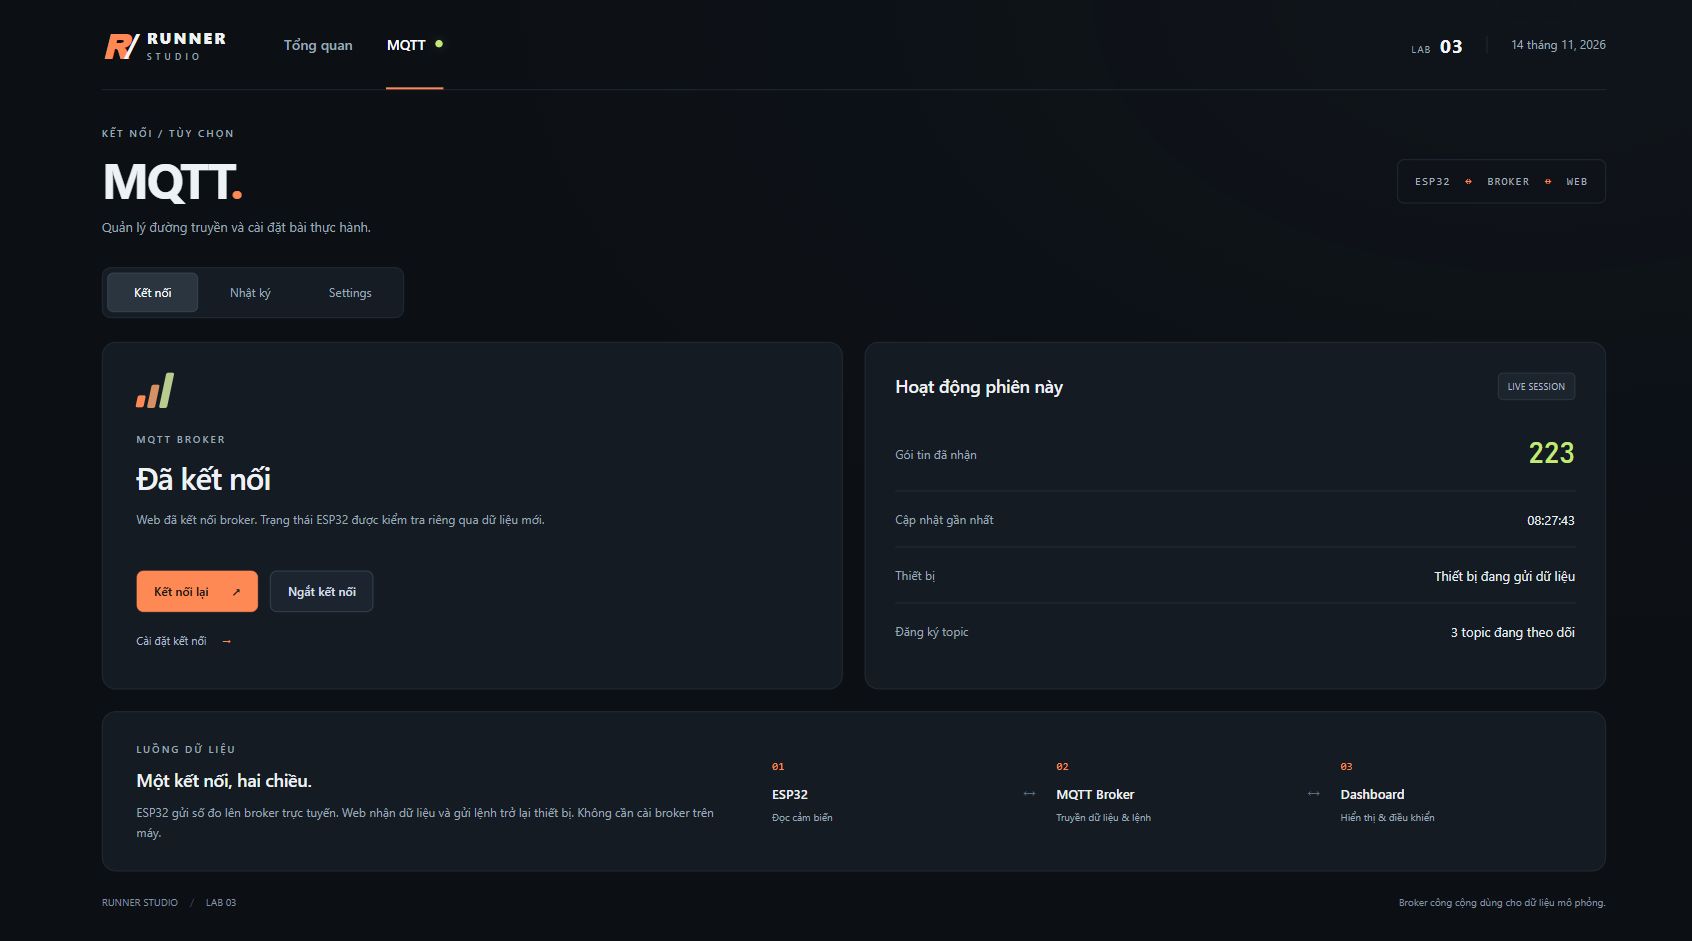 RUNNER
STUDIO
Tổng quan
MQTT
LAB 03
14 tháng 11, 2026
KẾT NỐI / TÙY CHỌN
MQTT.
Quản lý đường truyền và cài đặt bài thực hành.
ESP32 ↔ BROKER ↔ WEB
Kết nối
Nhật ký
Settings
MQTT BROKER
Đã kết nối
Web đã kết nối broker. Trạng thái ESP32 được kiểm tra riêng qua dữ liệu mới.
Kết nối lại ↗
Ngắt kết nối
Cài đặt kết nối →
Hoạt động phiên này
LIVE SESSION
Gói tin đã nhận
223
Cập nhật gần nhất
08:27:43
Thiết bị
Thiết bị đang gửi dữ liệu
Đăng ký topic
3 topic đang theo dõi
LUỒNG DỮ LIỆU
Một kết nối, hai chiều.
ESP32 gửi số đo lên broker trực tuyến. Web nhận dữ liệu và gửi lệnh trở lại thiết bị. Không cần cài broker trên
máy.
01
ESP32
Đọc cảm biến
↔
02
MQTT Broker
Truyền dữ liệu & lệnh
↔
03
Dashboard
Hiển thị & điều khiển
RUNNER STUDIO / LAB 03
Broker công cộng dùng cho dữ liệu mô phỏng.